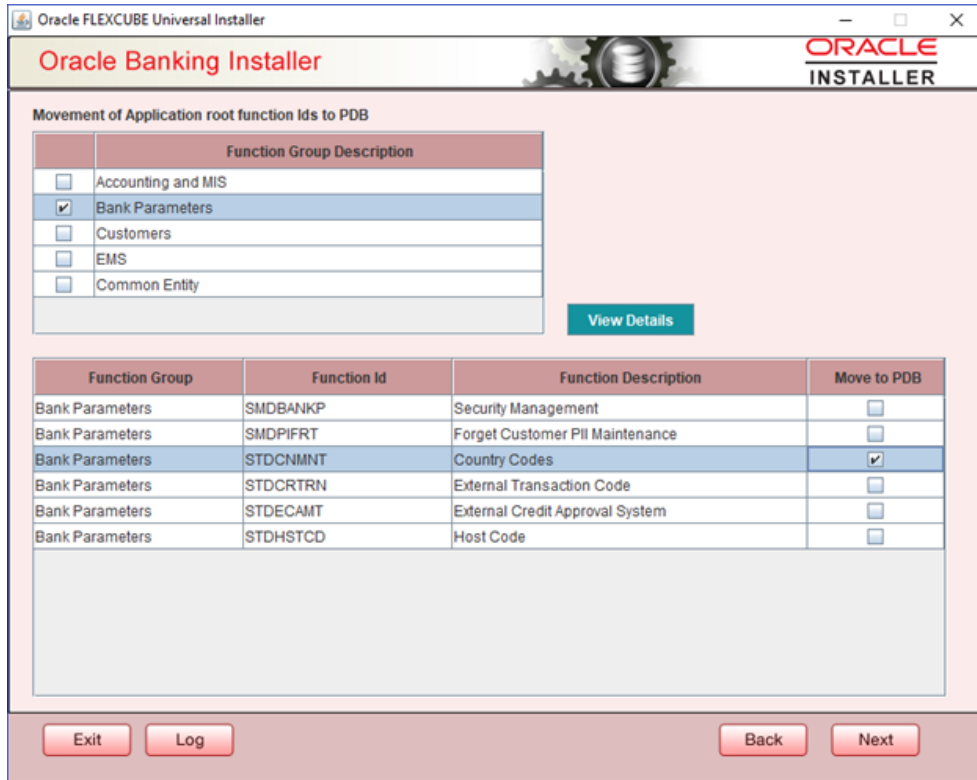 Oracle FLEXCUBE Universal Installer
Oracle Banking Installer
ORACLE
INSTALLER
Movement of Application root function Ids to PDB
Function Group Description
Accounting and MIS
Bank Parameters
Customers
EMS
Common Entity
View Details
Function Group Function Id Function Description Move to PDB
Bank Parameters SMDBANKP Security Management
Bank Parameters SMDPIFRT Forget Customer PII Maintenance
Bank Parameters STDCNMNT Country Codes
Bank Parameters STDCRTRN External Transaction Code
Bank Parameters STDECAMT External Credit Approval System
Bank Parameters STDHSTCD Host Code
Exit Log Back Next